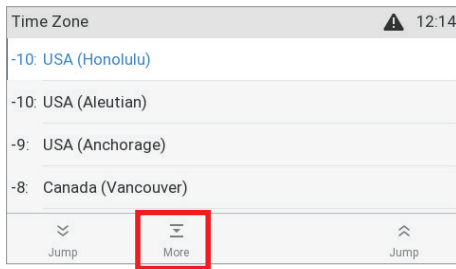 Time Zone 12:14
-10: USA (Honolulu)
-10: USA (Aleutian)
-9: USA (Anchorage)
-8: Canada (Vancouver)
Jump More Jump